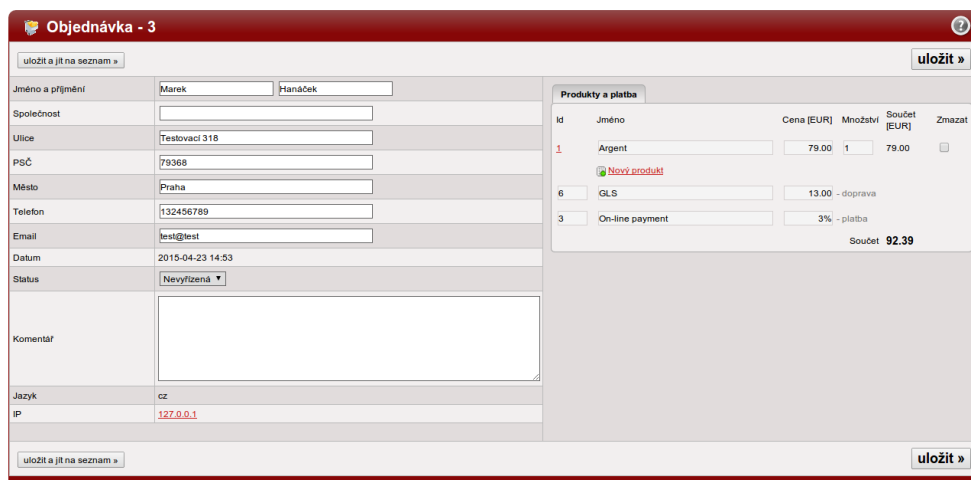 Objednávka - 3
?
uložit a jít na seznam »
uložit »
Jméno a příjmění Marek Hanáček
Společnost
Ulice Testovací 318
PSČ 79368
Město Praha
Telefon 132456789
Email test@test
Datum 2015-04-23 14:53
Status Nevyřízená
Komentář
Jazyk cz
IP 127.0.0.1
Produkty a platba
Id Jméno Cena [EUR] Množství Součet [EUR] Zmazat
1 Argent 79.00 1 79.00
Nový produkt
6 GLS 13.00 - doprava
3 On-line payment 3% - platba
Součet 92.39
uložit a jít na seznam »
uložit »